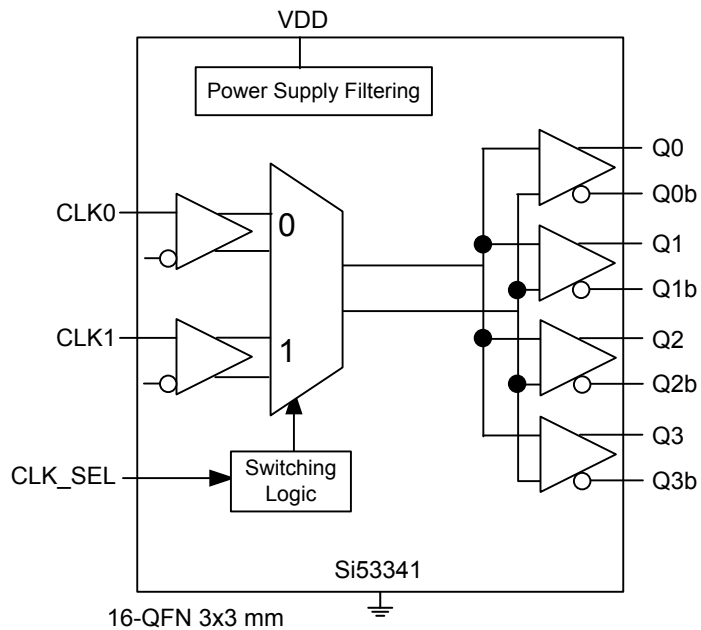 VDD
Power Supply Filtering
CLK0
0
CLK1
1
CLK_SEL
Switching
Logic
Q0
Q0b
Q1
Q1b
Q2
Q2b
Q3
Q3b
Si53341
16-QFN 3x3 mm